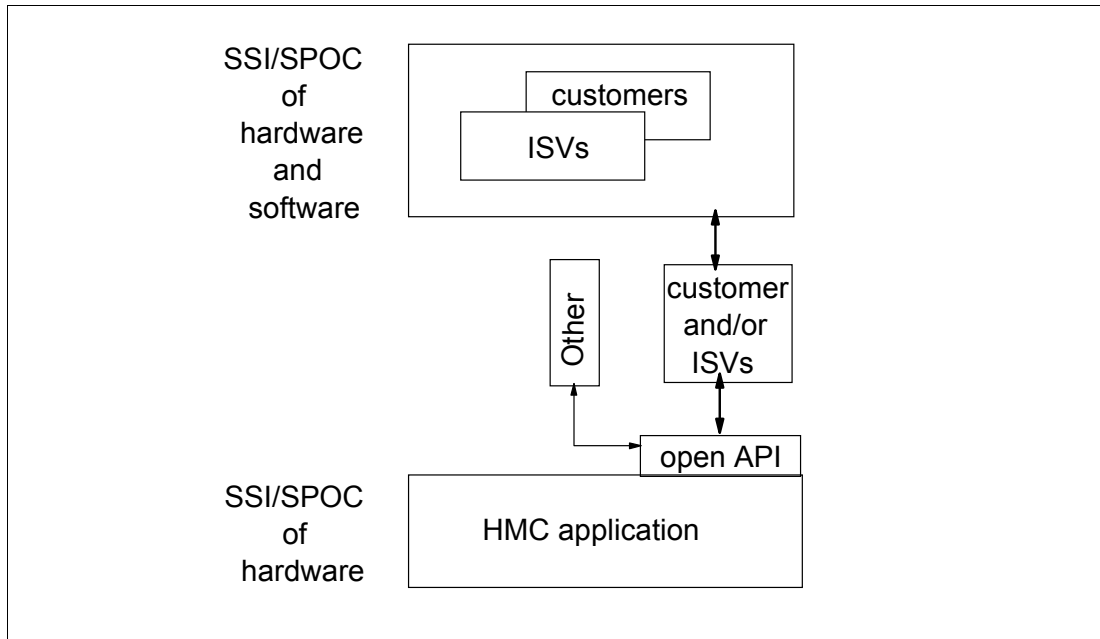 SSI/SPOC
of
hardware
and
software
customers
ISVs
Other
customer
and/or
ISVs
open API
SSI/SPOC
of
hardware
HMC application